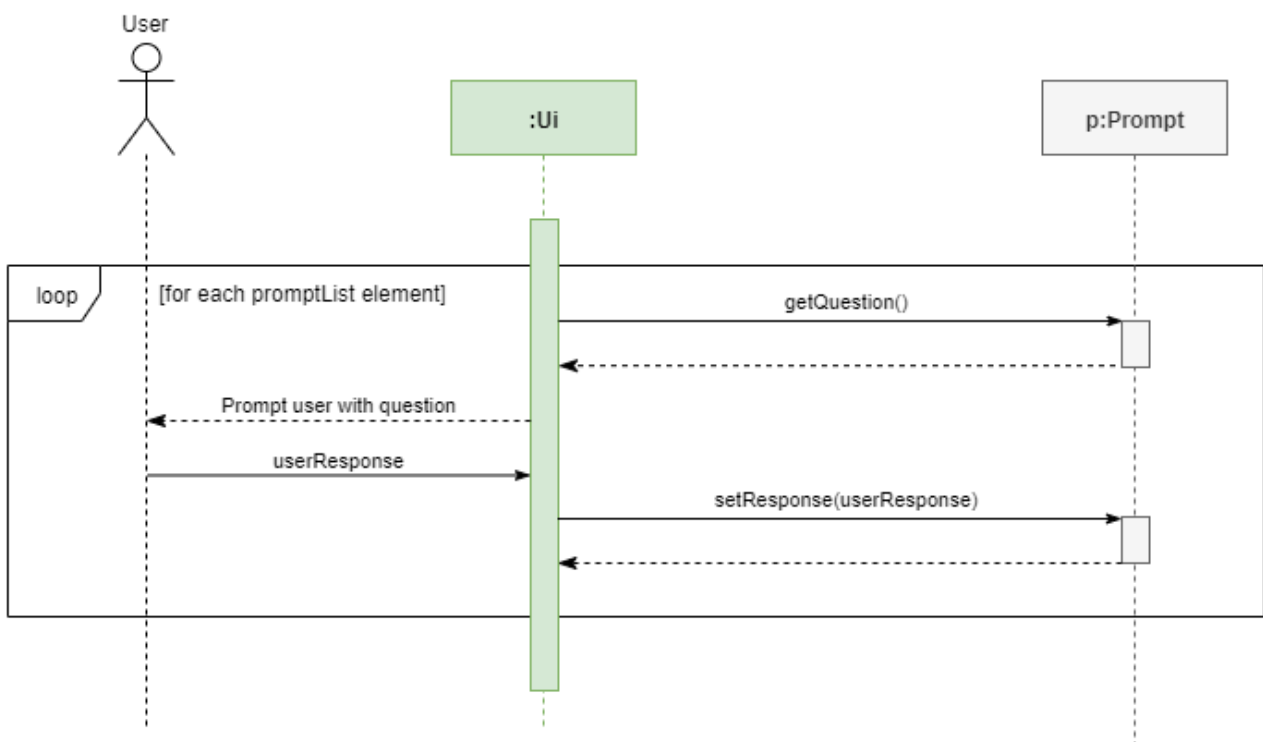 User
:Ui
p:Prompt
loop
[for each promptList element]
getQuestion()
Prompt user with question
userResponse
setResponse(userResponse)